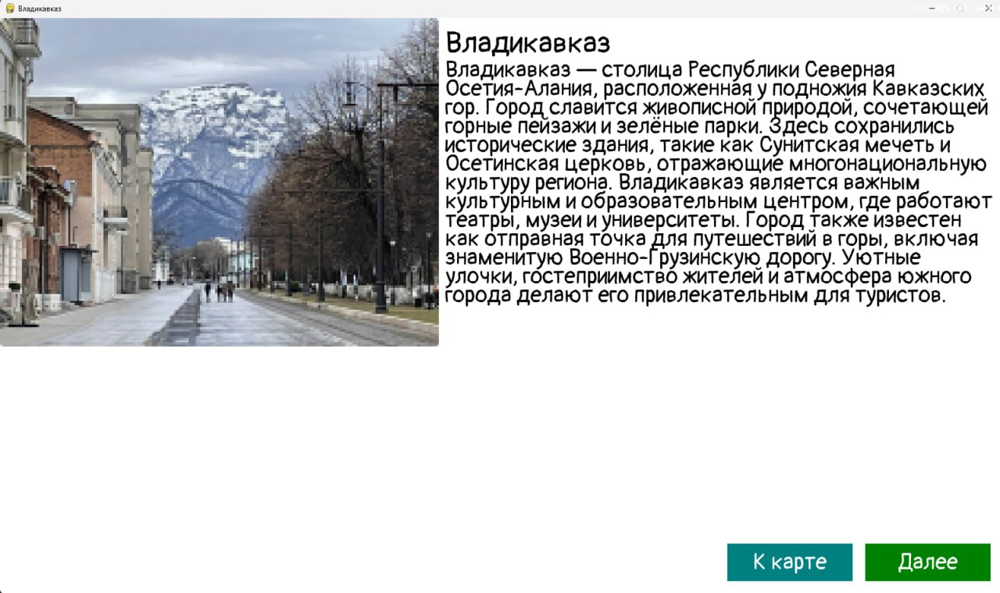 Владикавказ
Владикавказ
Владикавказ — столица Республики Северная
Осетия-Алания, расположенная у подножия Кавказских
гор. Город славится живописной природой, сочетающей
горные пейзажи и зелёные парки. Здесь сохранились
исторические здания, такие как Сунитская мечеть и
Осетинская церковь, отражающие многонациональную
культуру региона. Владикавказ является важным
культурным и образовательным центром, где работают
театры, музеи и университеты. Город также известен
как отправная точка для путешествий в горы, включая
знаменитую Военно-Грузинскую дорогу. Уютные
улочки, гостеприимство жителей и атмосфера южного
города делают его привлекательным для туристов.
К карте
Далее